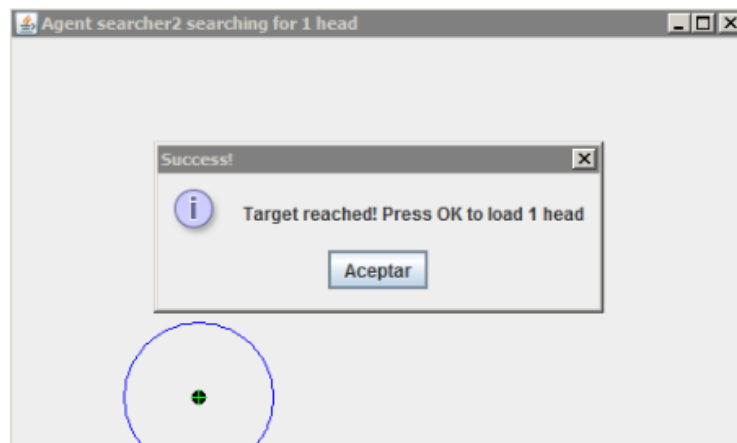 Agent searcher2 searching for 1 head
Success!
Target reached! Press OK to load 1 head
Aceptar